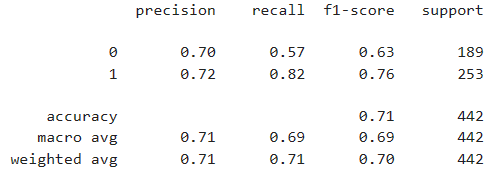 precision recall f1-score support
0 0.70 0.57 0.63 189
1 0.72 0.82 0.76 253
accuracy 0.71 442
macro avg 0.71 0.69 0.69 442
weighted avg 0.71 0.71 0.70 442